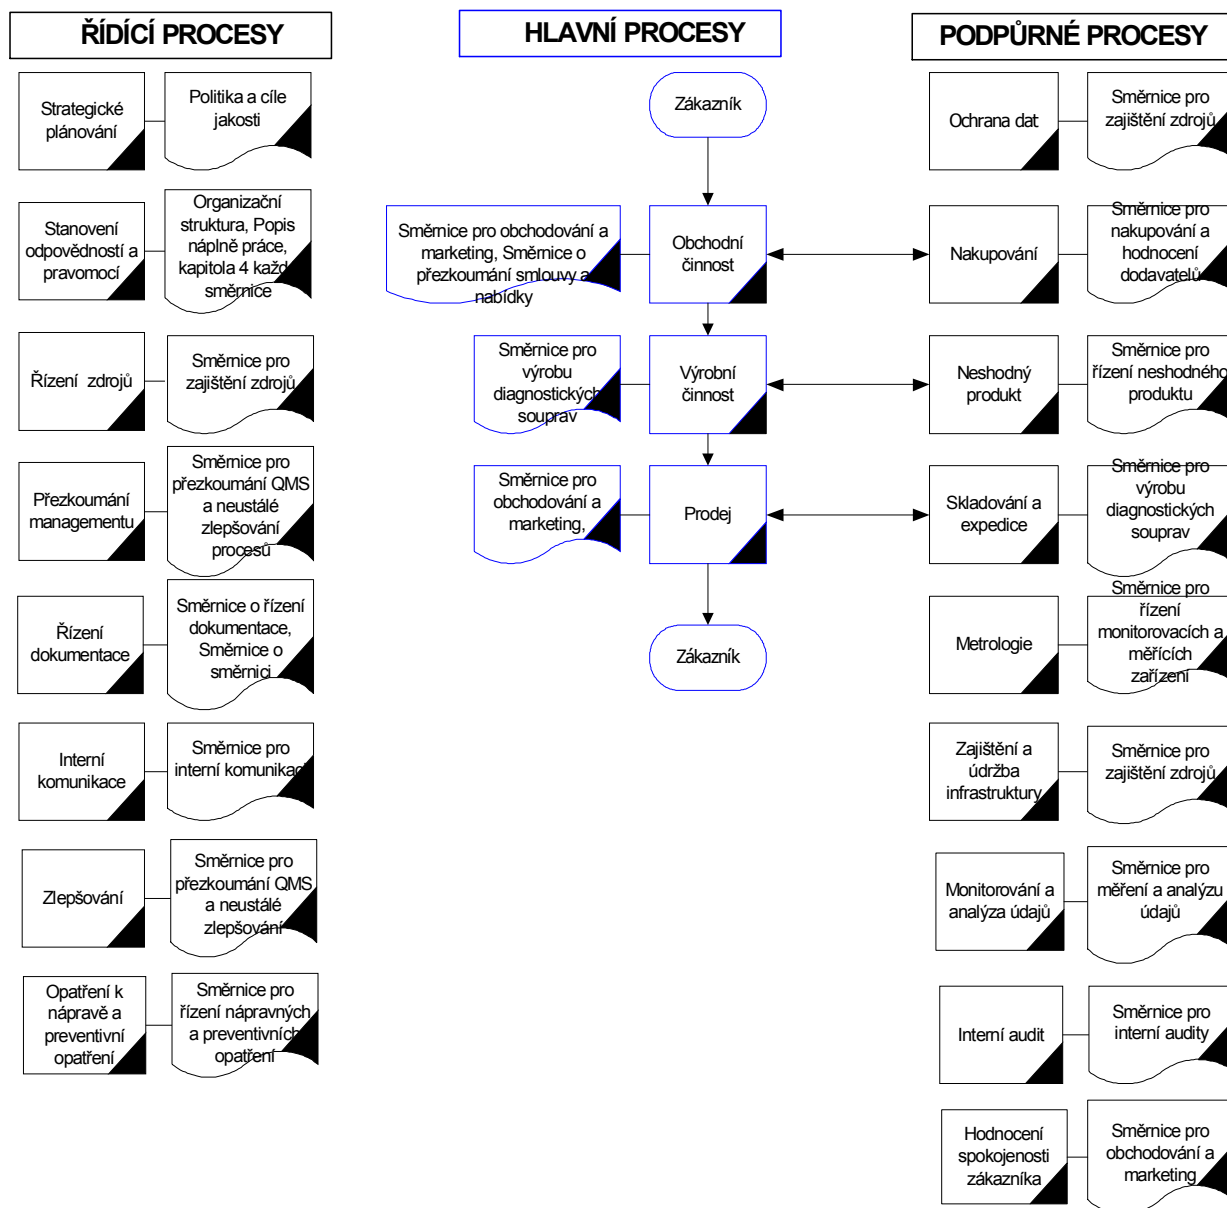 ŘÍDÍCÍ PROCESY
Strategické
plánování
Politika a cíle
jakosti
Stanovení
odpovědností a
pravomocí
Organizační
struktura, Popis
náplně práce,
kapitola 4 každ
směrnice
Řízení zdrojů
Směrnice pro
zajištění zdrojů
Přezkoumání
managementu
Směrnice pro
přezkoumání QMS
a neustálé
zlepšování
procesů
Řízení
dokumentace
Směrnice o řízení
dokumentace,
Směrnice o
směrnici
Interní
komunikace
Směrnice pro
interní komunikac
Zlepšování
Směrnice pro
přezkoumání QMS
a neustálé
zlepšování
Opatření k
nápravě a
preventivní
opatření
Směrnice pro
řízení nápravných
a preventivních
opatření
HLAVNÍ PROCESY
Zákazník
Směrnice pro obchodování a
marketing, Směrnice o
přezkoumání smlouvy a
nabídky
Obchodní
činnost
Směrnice pro
výrobu
diagnostických
souprav
Výrobní
činnost
Směrnice pro
obchodování a
marketing,
Prodej
Zákazník
PODPŮRNÉ PROCESY
Ochrana dat
Směrnice pro
zajištění zdrojů
Nakupování
Směrnice pro
nakupování a
hodnocení
dodavatelů
Neshodný
produkt
Směrnice pro
řízení neshodného
produktu
Skladování a
expedice
Směrnice pro
výrobu
diagnostických
souprav
Metrologie
Směrnice pro
řízení
monitorovacích a
měřících
zařízení
Zajištění a
údržba
infrastruktury
Směrnice pro
zajištění zdrojů
Monitorování a
analýza údajů
Směrnice pro
měření a analýzu
údajů
Interní audit
Směrnice pro
interní audity
Hodnocení
spokojenosti
zákazníka
Směrnice pro
obchodování a
marketing